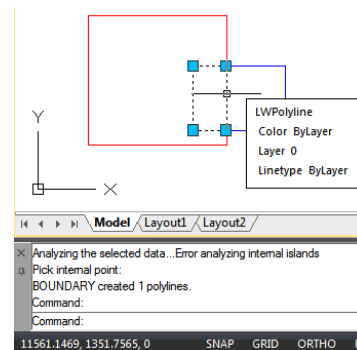 LWPolyline
Color ByLayer
Layer 0
Linetype ByLayer
Y
X
Model Layout1 Layout2
Analyzing the selected data...Error analyzing internal islands
Pick internal point:
BOUNDARY created 1 polylines.
Command:
Command:
11561.1469, 1351.7565, 0 SNAP GRID ORTHO